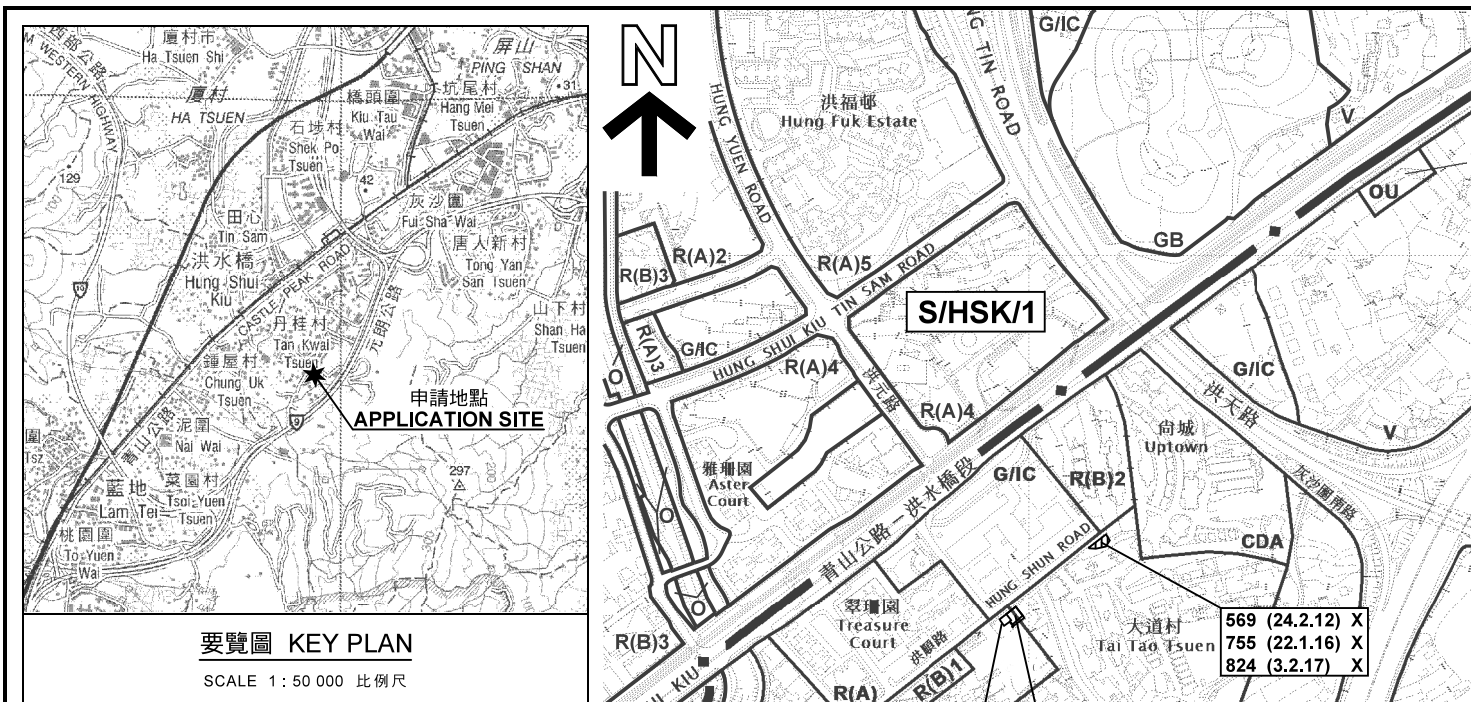 西部公路
WESTERN HIGHWAY
廈村市
Ha Tsuen Shi
廈村
HA TSUEN
屏山
PING SHAN
31
橋頭圍
Kiu Tau
Wai
坑尾村
Hang Mei
Tsuen
石埗村
Shek Po
Tsuen
129
42
灰沙圍
Fui Sha Wai
田心
Tin Sam
唐人新村
Tong Yan
San Tsuen
洪水橋
Hung Shui
Kiu
CASTLE PEAK ROAD
元朗公路
山下村
Shan Ha
Tsuen
丹桂村
Tan Kwai
Tsuen
鍾屋村
Chung Uk
Tsuen
申請地點
APPLICATION SITE
9
9
青山公路
泥圍
Nai Wai
圍
Tsz
藍地
Lam Tei
菜園村
Tsoi Yuen
Tsuen
297
200
桃園圍
To Yuen
Wai
要覽圖 KEY PLAN
SCALE 1 : 50 000 比例尺
N
HUNG YUEN ROAD
洪福邨
Hung Fuk Estate
NG TIN ROAD
G/IC
V
OU
GB
R(B)3
R(A)2
R(A)5
HUNG SHUI KIU TIN SAM ROAD
S/HSK/1
R(A)3
G/IC
R(A)4
洪元路
R(A)4
O
G/IC
洪天路
V
尙城
Uptown
雅珊園
Aster
Court
G/IC
R(B)2
灰沙圍南路
O
CDA
青山公路－洪水橋段
HUNG SHUN ROAD
O
翠珊園
Treasure
Court
大道村
Tai Tao Tsuen
569 (24.2.12) X
755 (22.1.16) X
824 (3.2.17) X
R(B)3
洪順路
UI KIU
R(A)
R(B)1